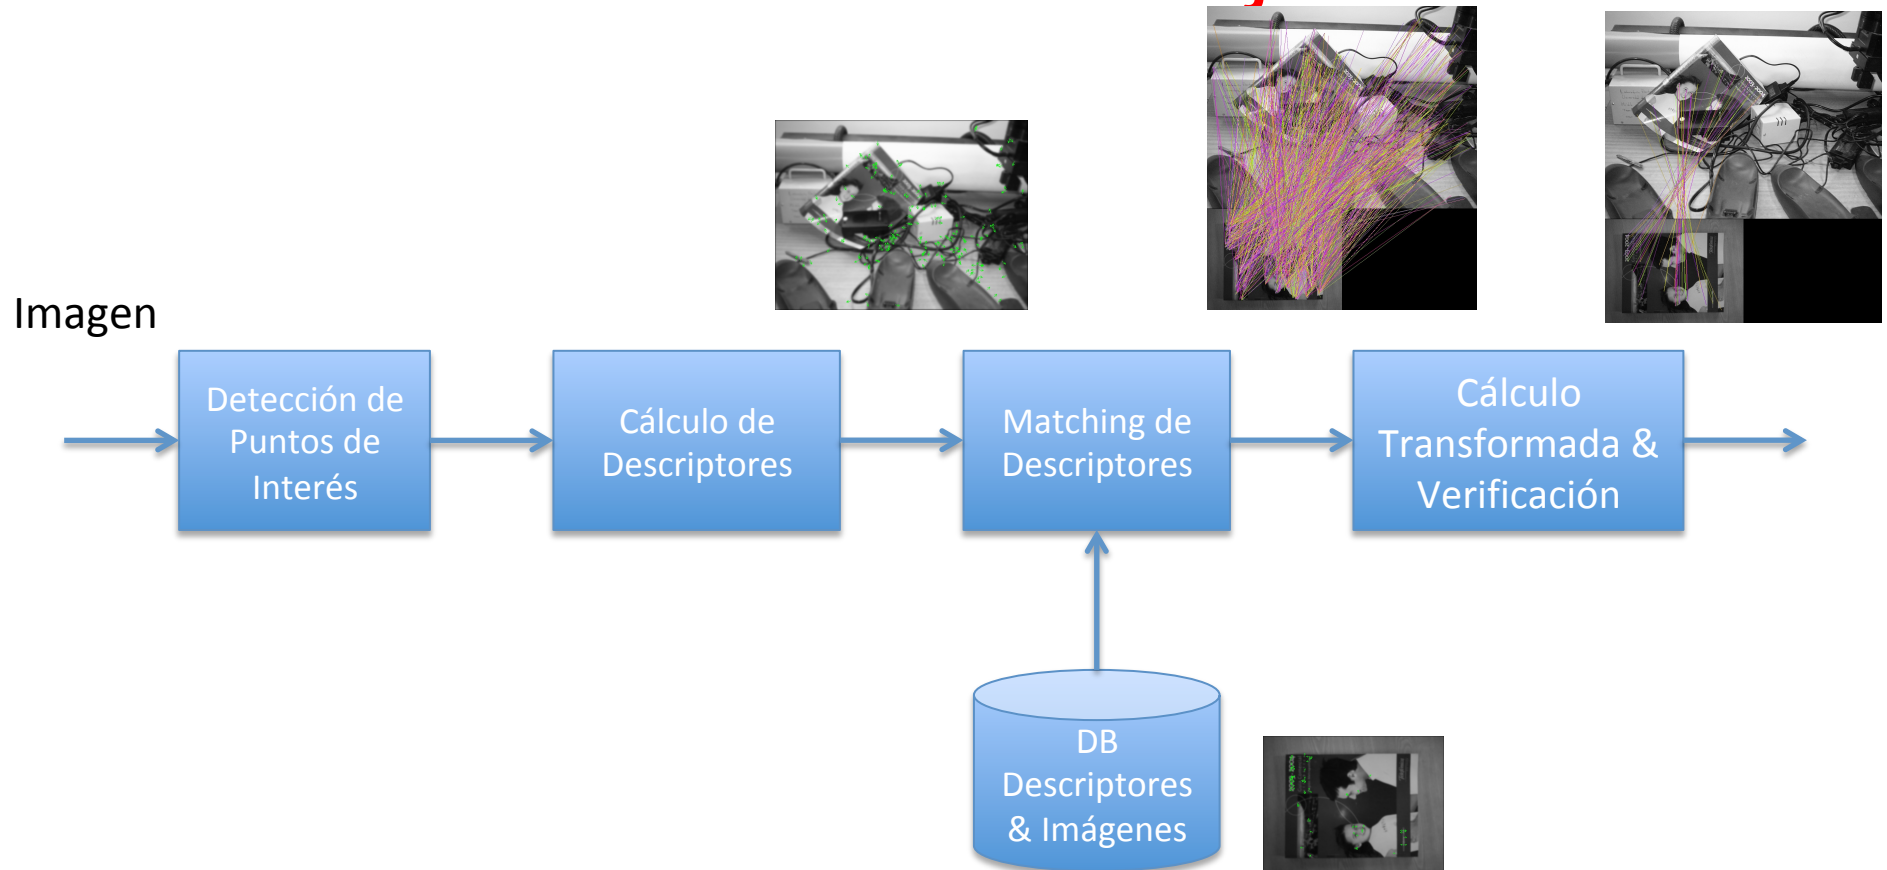 Imagen
Detección de
Puntos de
Interés
Cálculo de
Descriptores
Matching de
Descriptores
Cálculo
Transformada &
Verificación
DB
Descriptores
& Imágenes